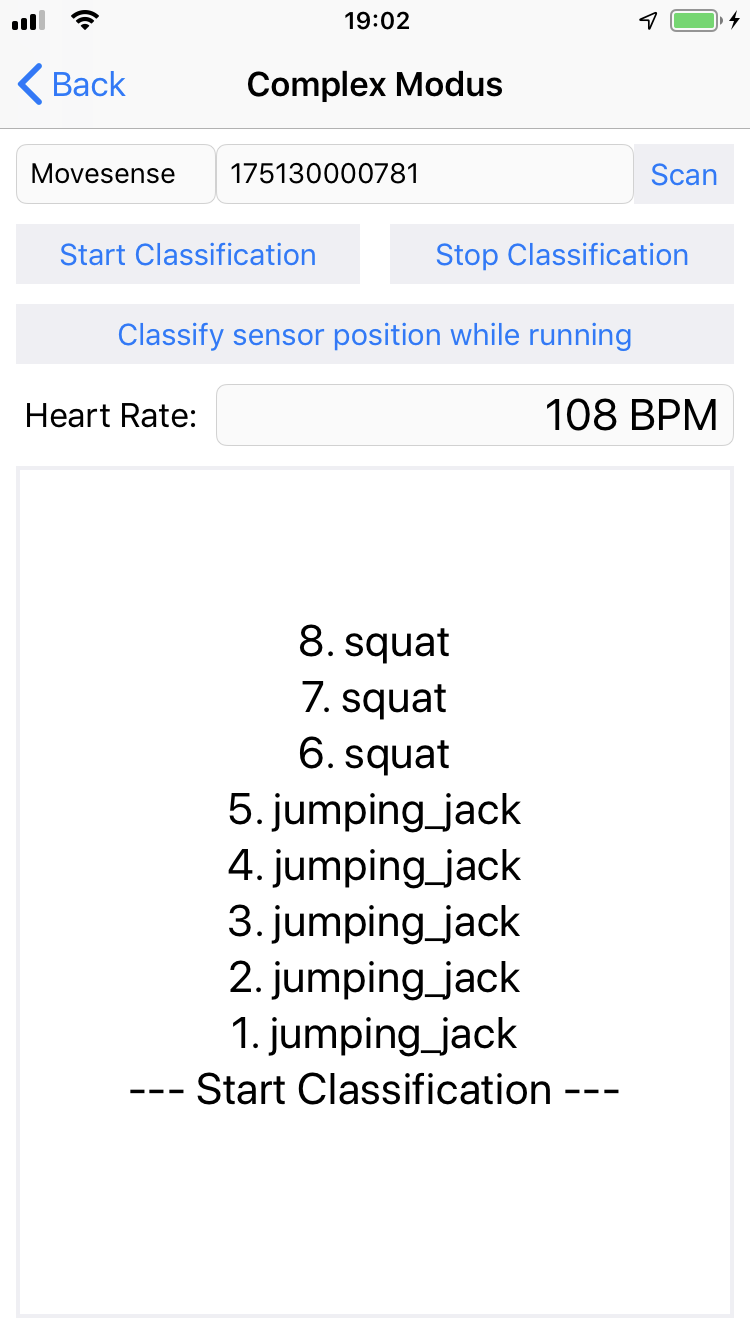 19:02
Back Complex Modus
Movesense 175130000781 Scan
Start Classification Stop Classification
Classify sensor position while running
Heart Rate: 108 BPM
8. squat
7. squat
6. squat
5. jumping_jack
4. jumping_jack
3. jumping_jack
2. jumping_jack
1. jumping_jack
--- Start Classification ---